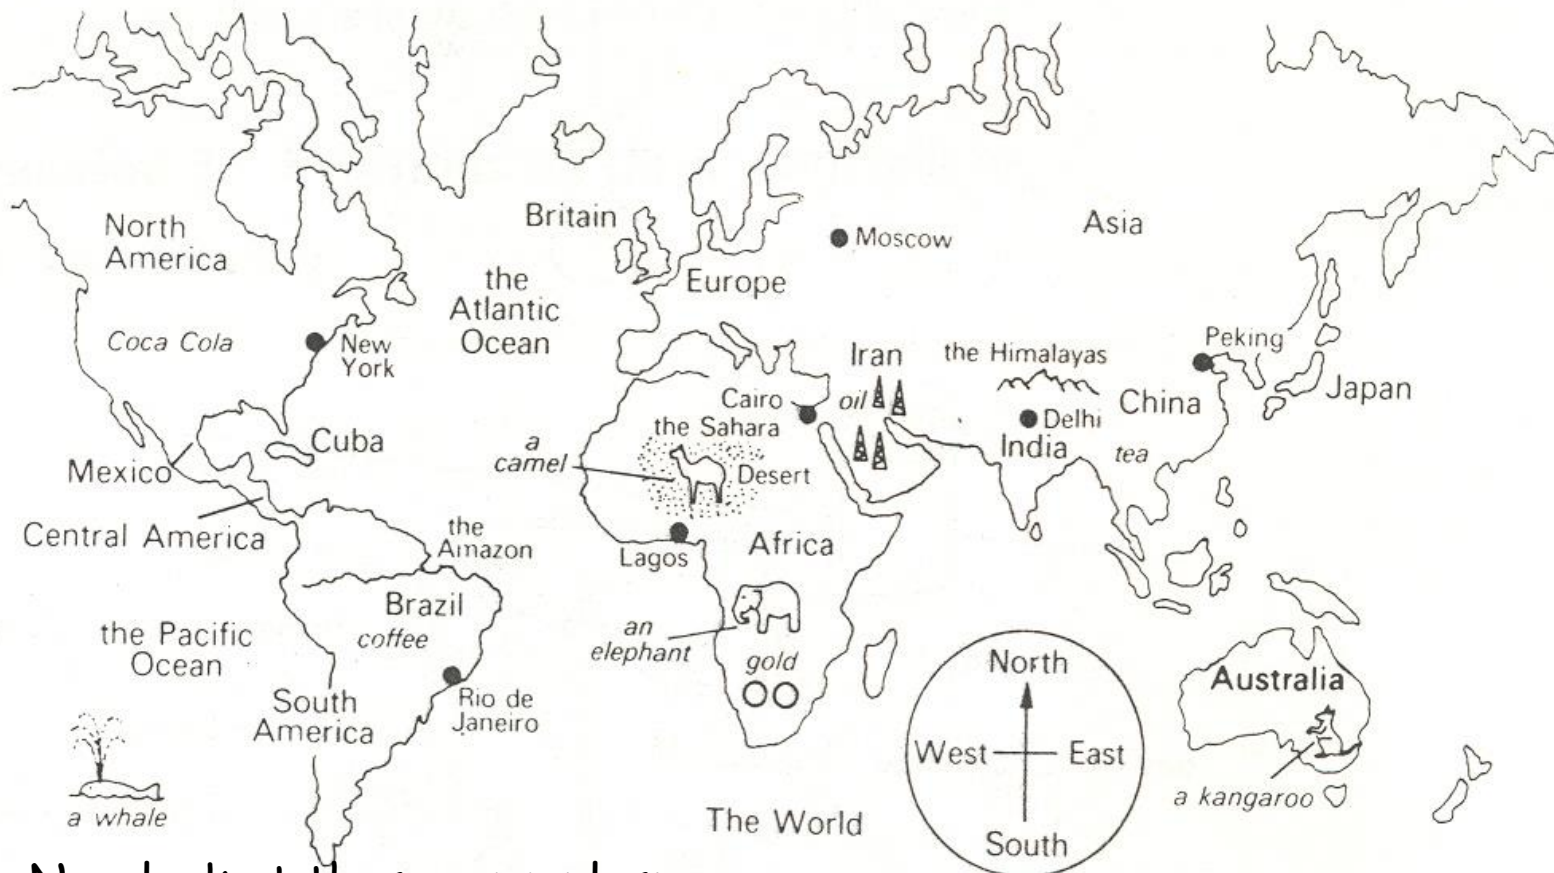 North
America
Britain
Moscow
Asia
the
Atlantic
Ocean
Europe
Coca Cola
New
York
Iran
the Himalayas
Peking
Cairo
oil
China
Japan
the Sahara
Delhi
Cuba
a
camel
Desert
India
tea
Mexico
Central America
the
Amazon
Lagos
Africa
Brazil
coffee
the Pacific
Ocean
an
elephant
gold
North
Australia
South
America
Rio de
Janeiro
West
East
a kangaroo
a whale
The World
South